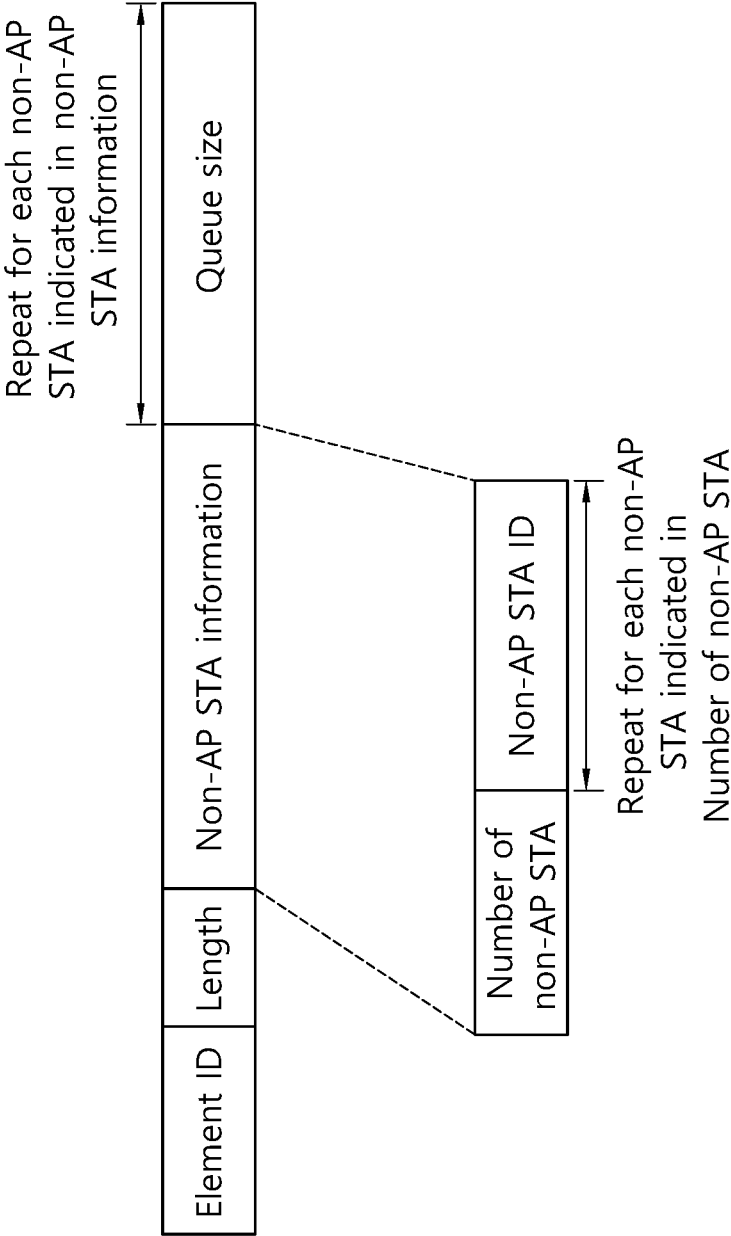 Repeat for each non-AP
STA indicated in non-AP
STA information
Element ID
Length
Non-AP STA information
Queue size
Number of
non-AP STA
Non-AP STA ID
Repeat for each non-AP
STA indicated in
Number of non-AP STA